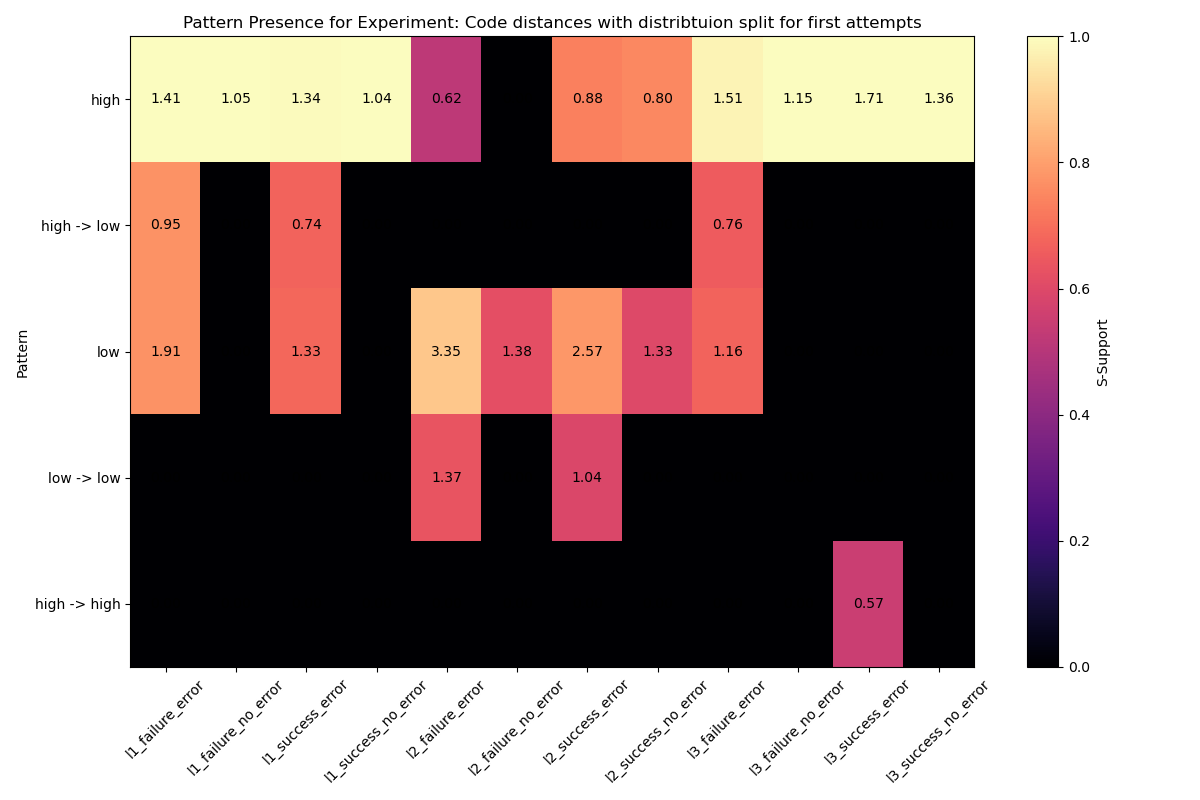 Pattern Presence for Experiment: Code distances with distribtuion split for first attempts
high 1.41 1.05 1.34 1.04 0.62 0.88 0.80 1.51 1.15 1.71 1.36
high -> low 0.95 0.74 0.76
low 1.91 1.33 3.35 1.38 2.57 1.33 1.16
low -> low 1.37 1.04
high -> high 0.57
Pattern
l1_failure_error l1_failure_no_error l1_success_error l1_success_no_error l2_failure_error l2_failure_no_error l2_success_error l2_success_no_error l3_failure_error l3_failure_no_error l3_success_error l3_success_no_error
1.0
0.8
0.6
0.4
0.2
0.0
S-Support